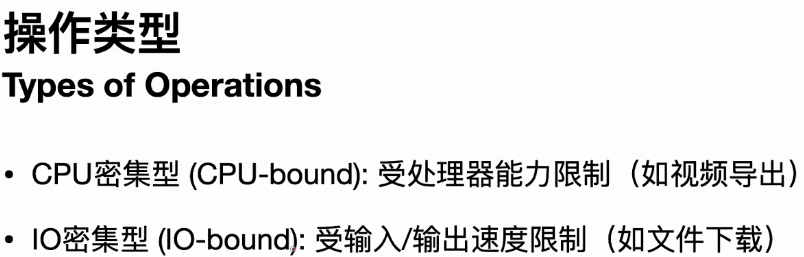 操作类型
Types of Operations
• CPU密集型 (CPU-bound): 受处理器能力限制（如视频导出）
• IO密集型 (IO-bound): 受输入/输出速度限制（如文件下载）